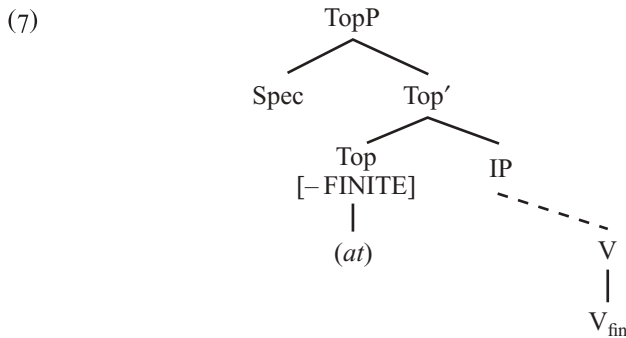 (7) TopP
Spec Top′
Top IP
[– FINITE]
(at)
V
V_fin